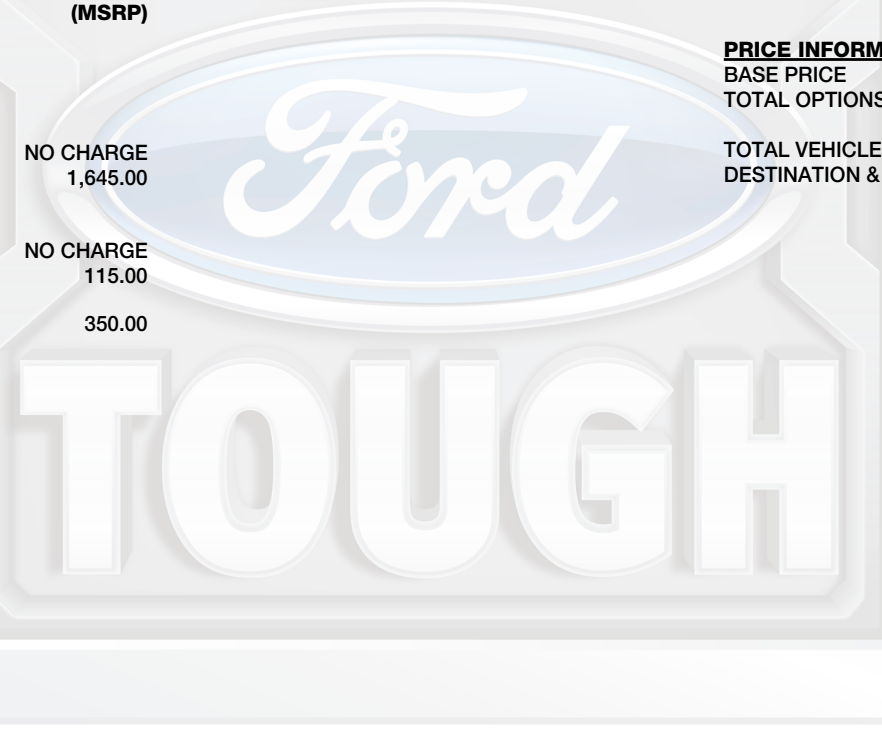 (MSRP)
NO CHARGE
1,645.00
NO CHARGE
115.00
350.00
PRICE INFORM
BASE PRICE
TOTAL OPTIONS
TOTAL VEHICLE
DESTINATION &
Ford
TOUGH